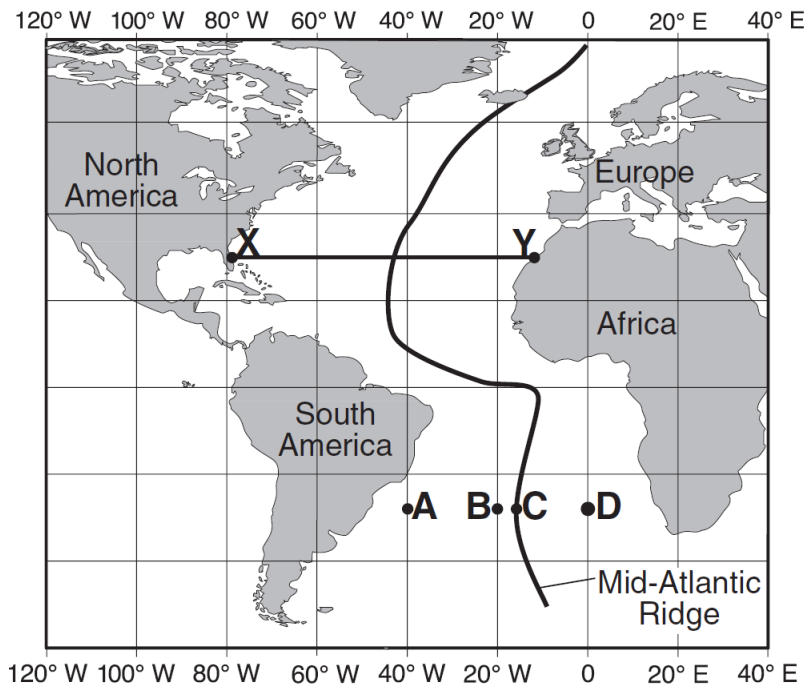 120° W 100° W 80° W 60° W 40° W 20° W 0 20° E 40° E
North
America
Europe
X
Y
Africa
South
America
A
B
C
D
Mid-Atlantic
Ridge
120° W 100° W 80° W 60° W 40° W 20° W 0 20° E 40° E